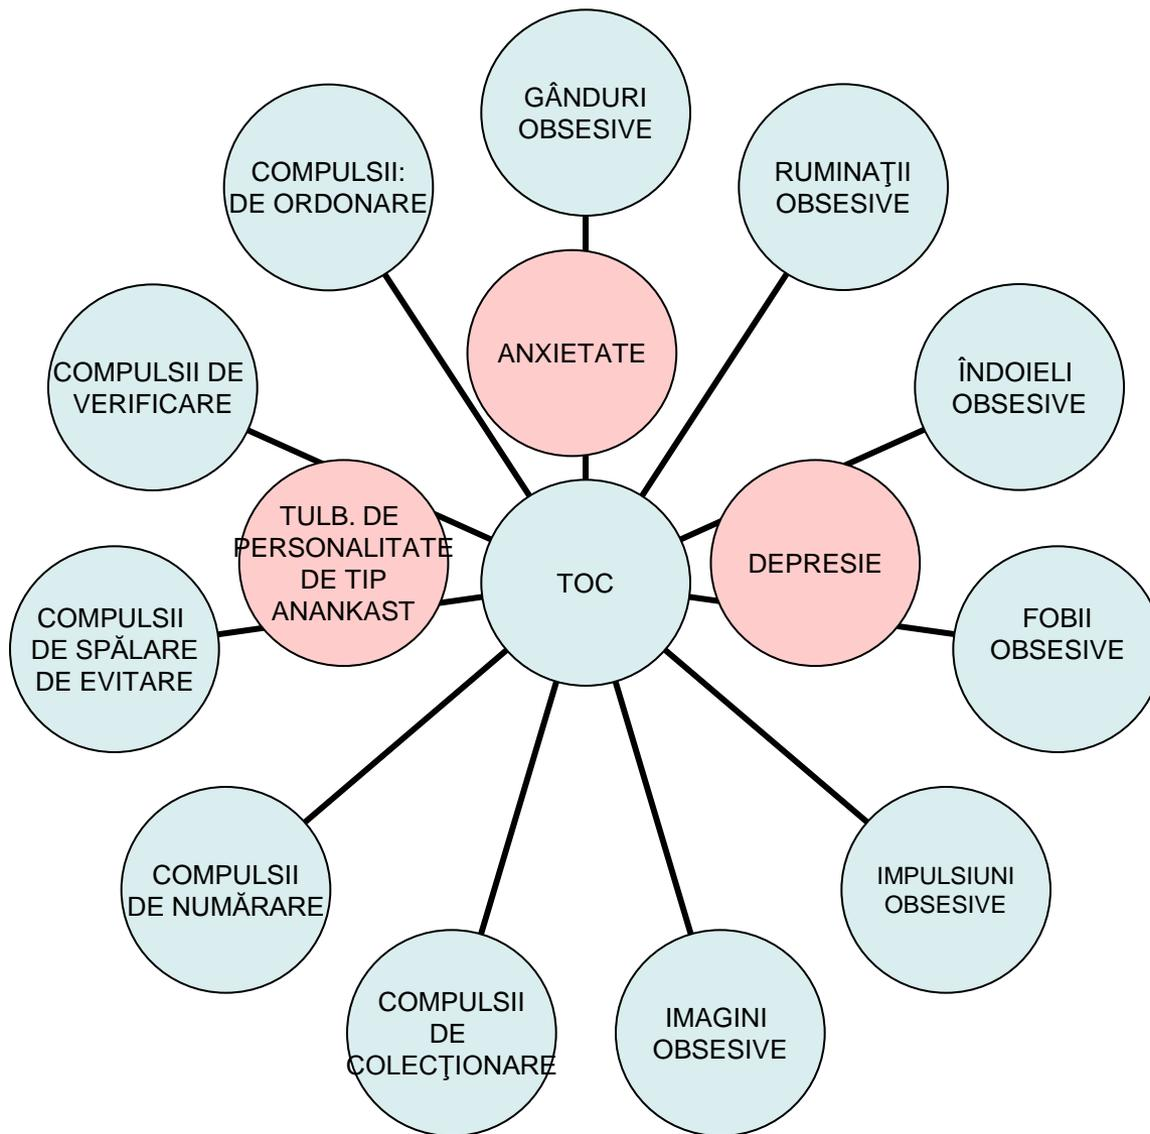 GÂNDURI
OBSESIVE
RUMINAŢII
OBSESIVE
ÎNDOIELI
OBSESIVE
FOBII
OBSESIVE
IMPULSIUNI
OBSESIVE
IMAGINI
OBSESIVE
COMPULSII
DE
COLECŢIONARE
COMPULSII
DE NUMĂRARE
COMPULSII
DE SPĂLARE
DE EVITARE
COMPULSII DE
VERIFICARE
COMPULSII:
DE ORDONARE
ANXIETATE
DEPRESIE
TULB. DE
PERSONALITATE
DE TIP
ANANKAST
TOC